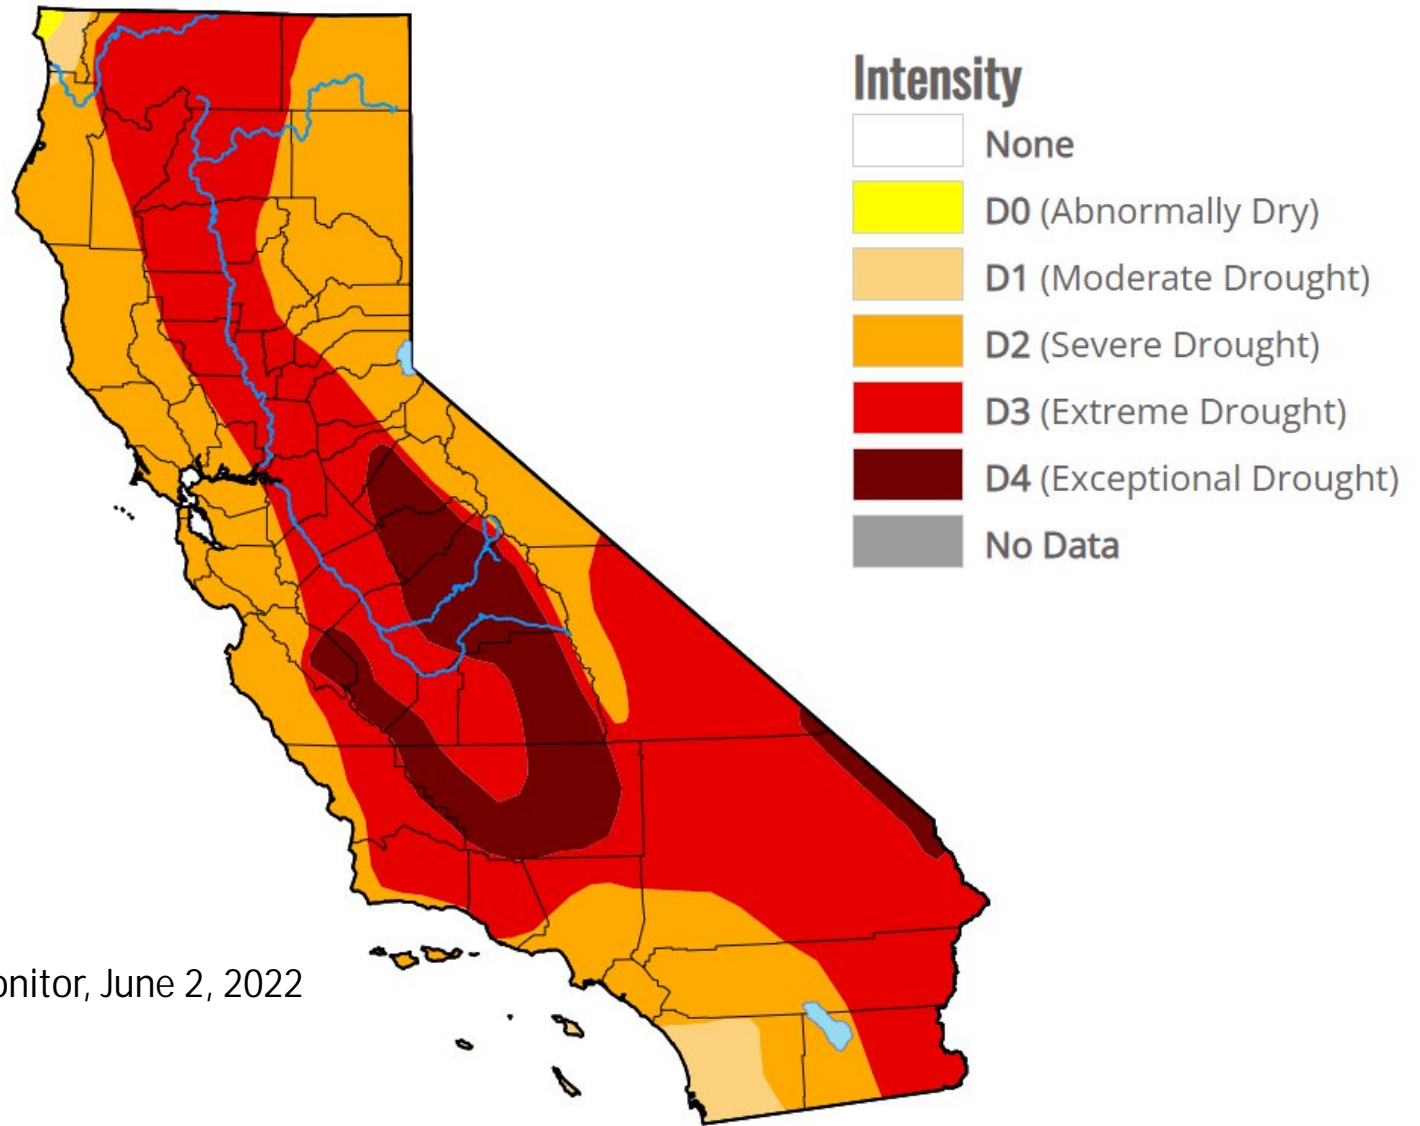 Intensity
None
D0 (Abnormally Dry)
D1 (Moderate Drought)
D2 (Severe Drought)
D3 (Extreme Drought)
D4 (Exceptional Drought)
No Data
onitor, June 2, 2022